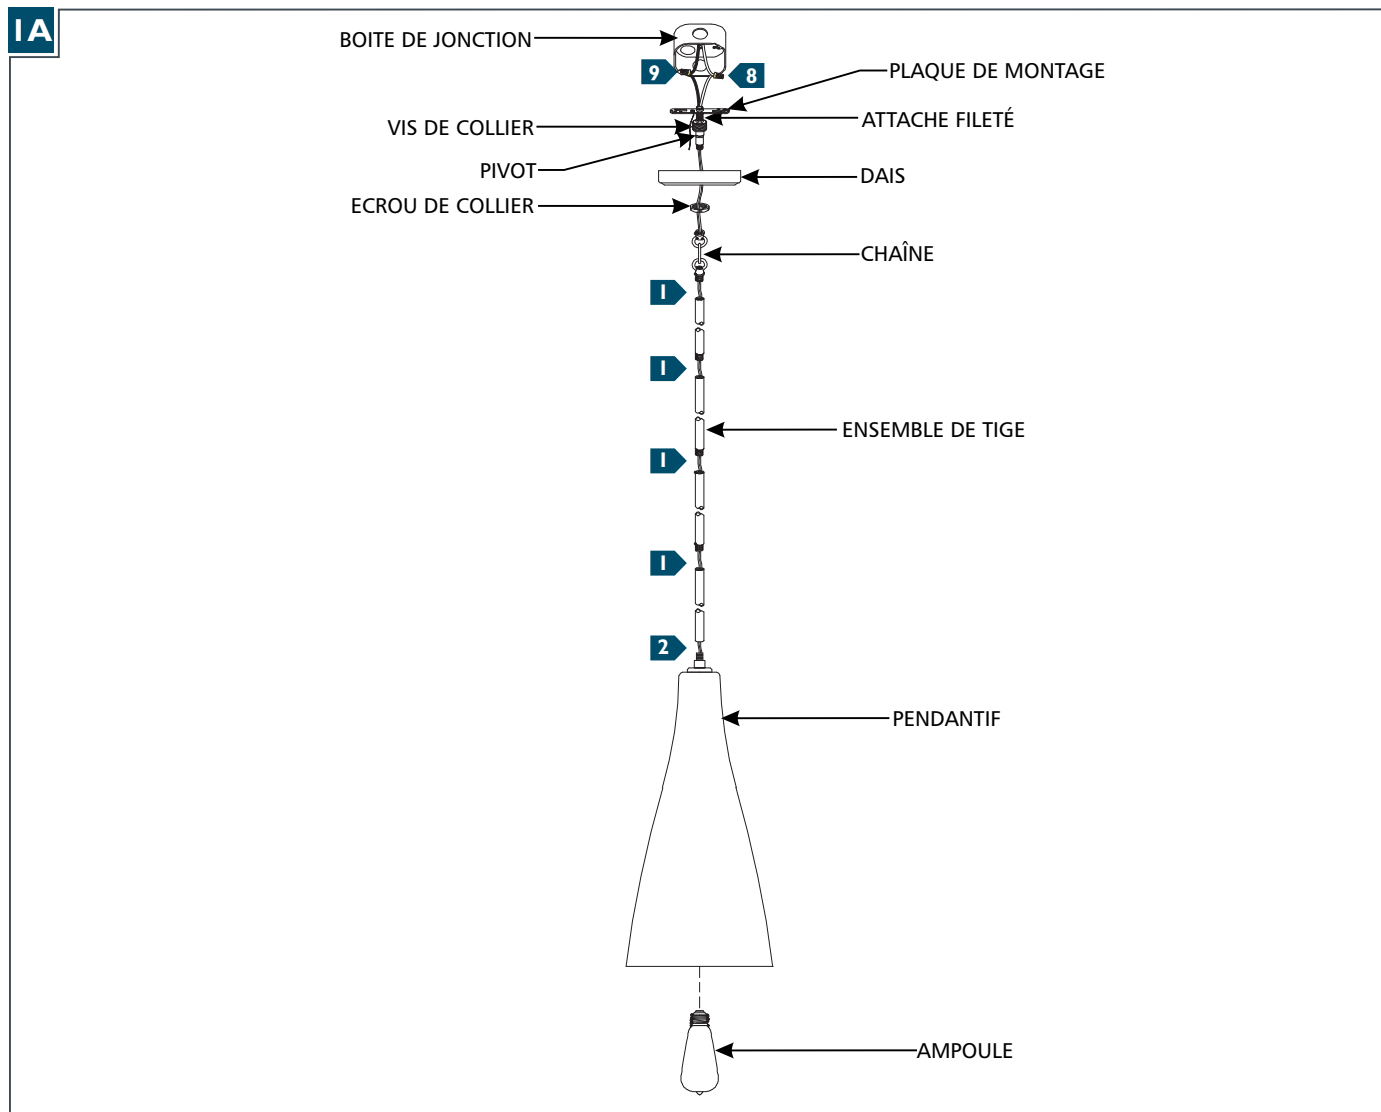 1A
BOITE DE JONCTION
9
8
PLAQUE DE MONTAGE
ATTACHE FILETÉ
VIS DE COLLIER
PIVOT
DAIS
ECROU DE COLLIER
CHAÎNE
1
1
ENSEMBLE DE TIGE
1
1
2
PENDANTIF
AMPOULE